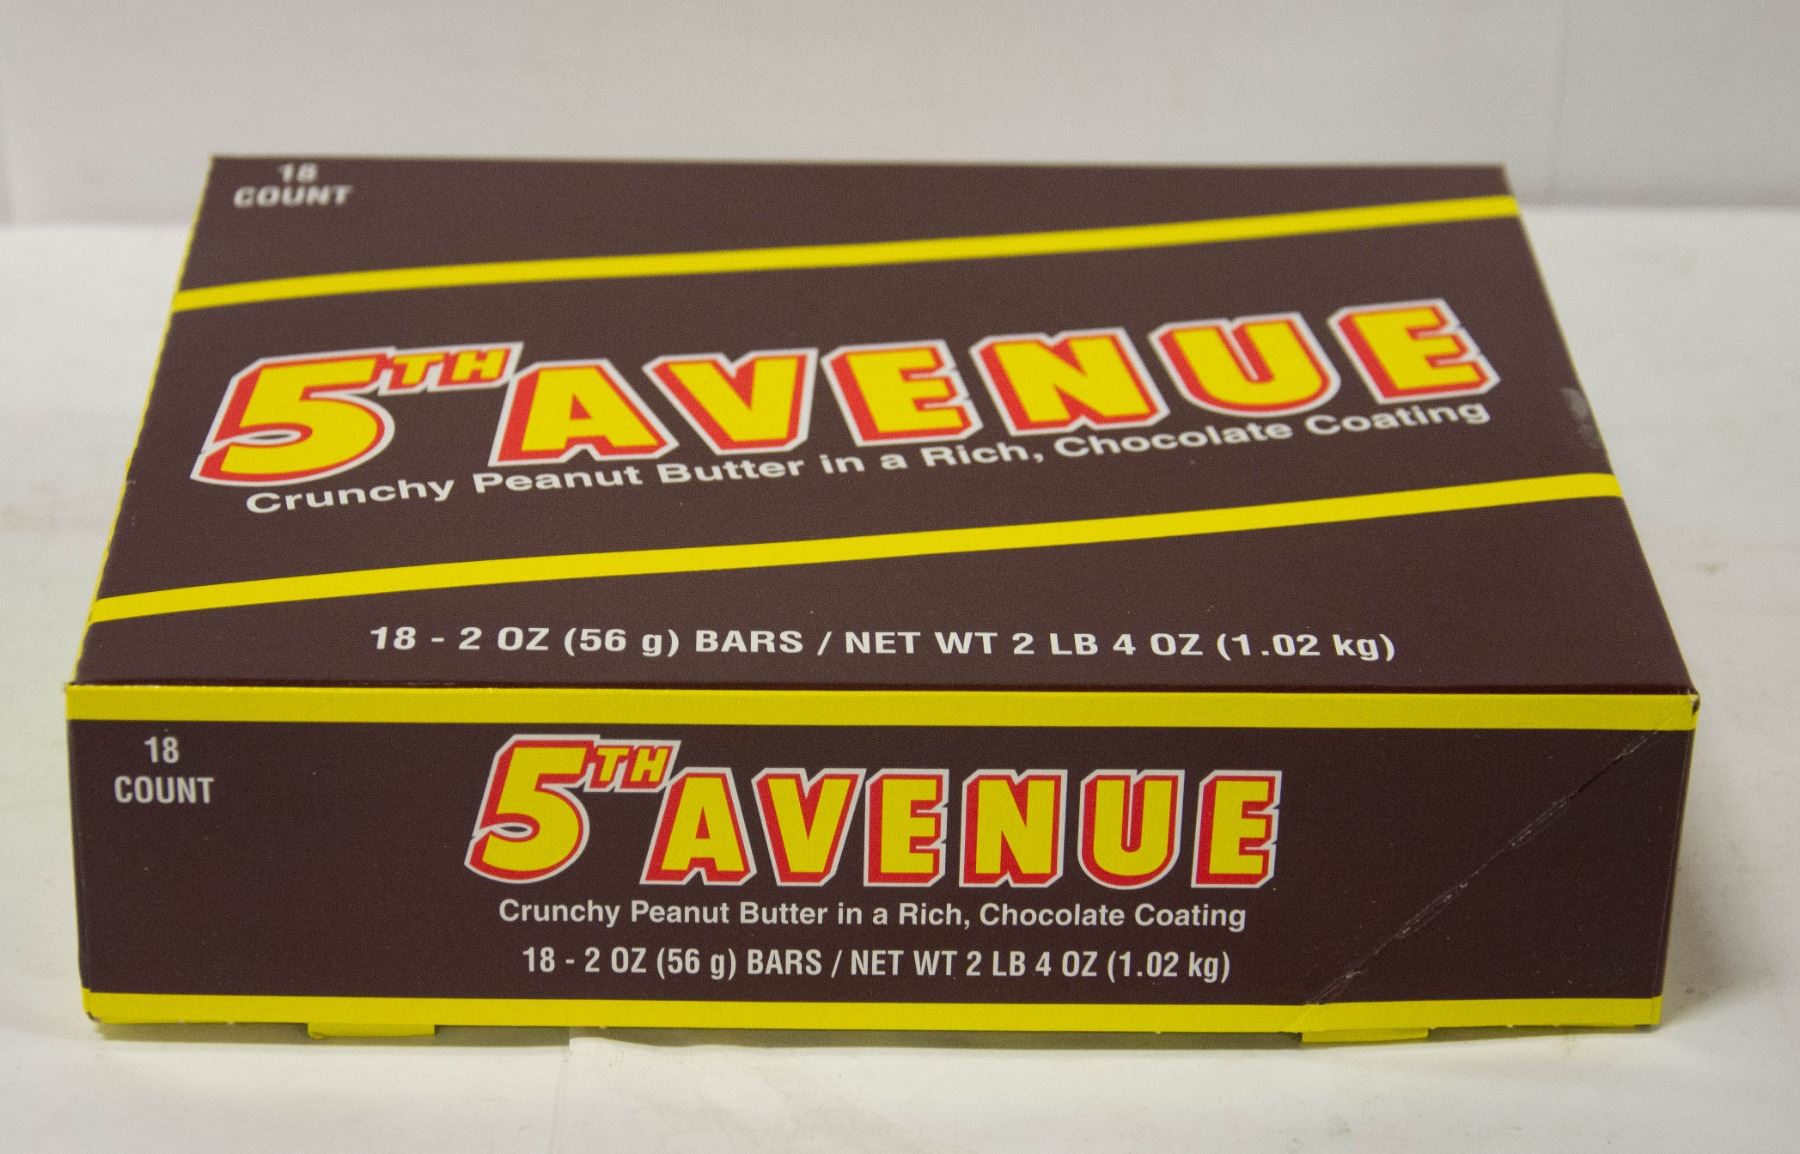 18
COUNT
5TH AVENUE
Crunchy Peanut Butter in a Rich, Chocolate Coating
18 - 2 OZ (56 g) BARS / NET WT 2 LB 4 OZ (1.02 kg)
18
COUNT
5TH AVENUE
Crunchy Peanut Butter in a Rich, Chocolate Coating
18 - 2 OZ (56 g) BARS / NET WT 2 LB 4 OZ (1.02 kg)